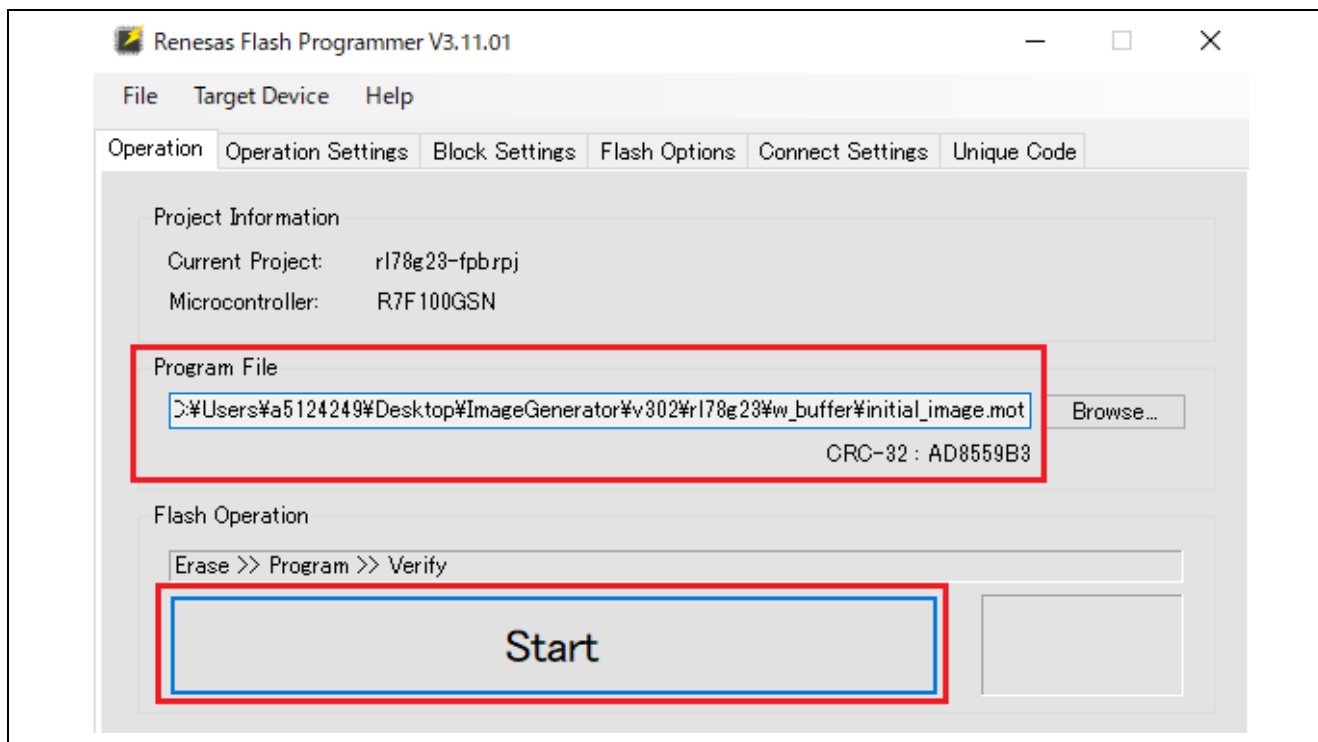 Renesas Flash Programmer V3.11.01
File Target Device Help
Operation Operation Settings Block Settings Flash Options Connect Settings Unique Code
Project Information
Current Project: rl78g23-fpb.rpj
Microcontroller: R7F100GSN
Program File
:¥Users¥a5124249¥Desktop¥ImageGenerator¥v302¥rl78g23¥w_buffer¥initial_image.mot Browse...
CRC-32 : AD8559B3
Flash Operation
Erase >> Program >> Verify
Start